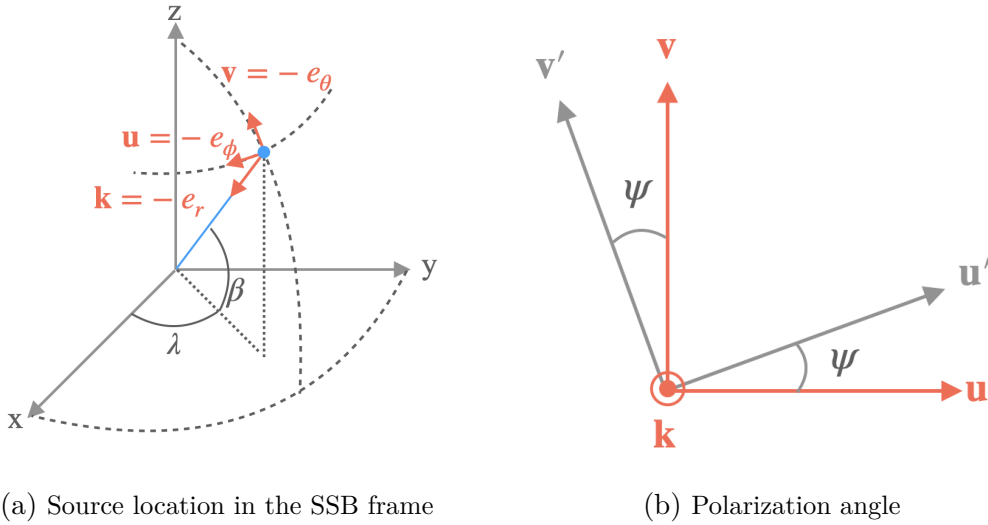 z
v = − e_θ
u = − e_ϕ
k = − e_r
y
β
λ
x
(a) Source location in the SSB frame
v′
v
ψ
u′
ψ
u
k
(b) Polarization angle